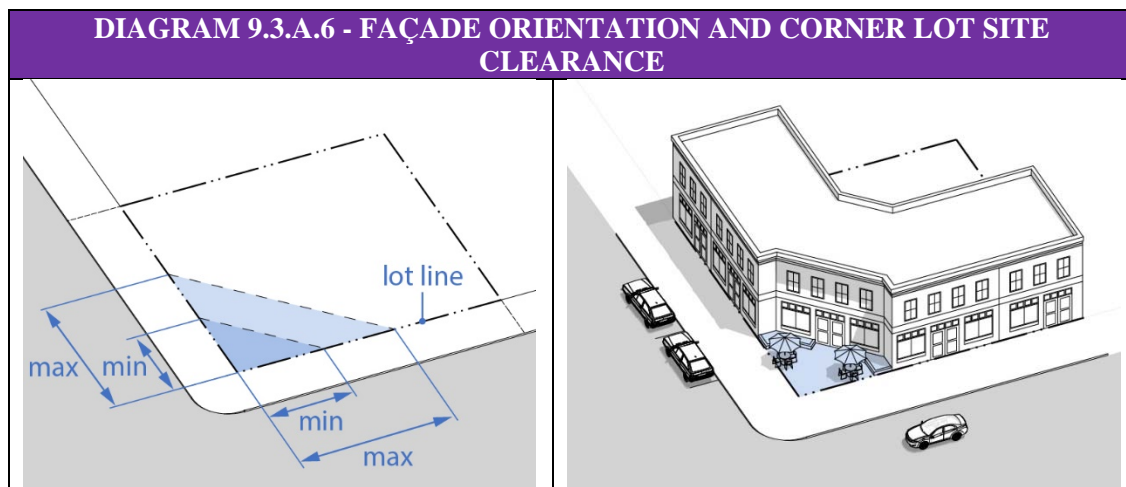 DIAGRAM 9.3.A.6 - FAÇADE ORIENTATION AND CORNER LOT SITE
CLEARANCE
lot line
max
min
min
max